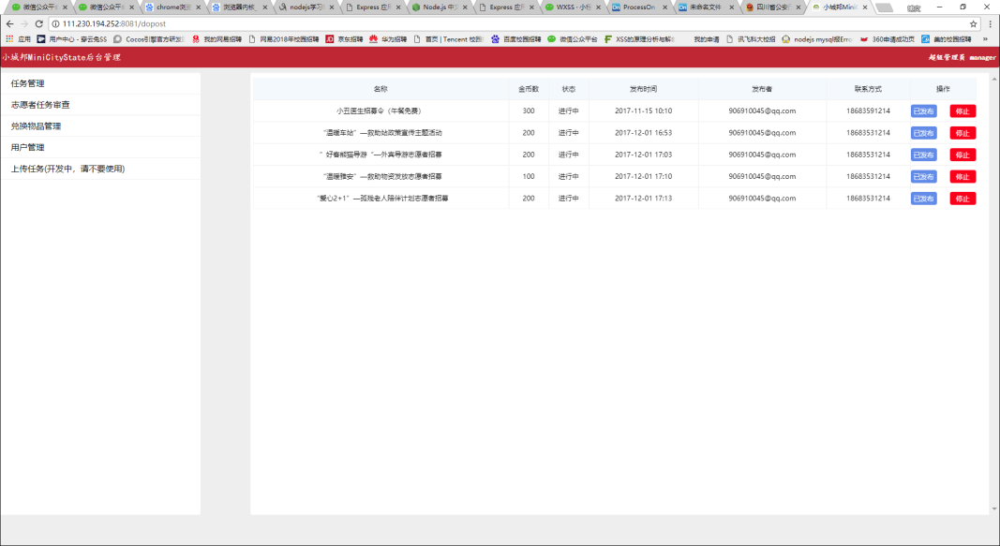 微信公众平台 微信公众平台 chrome浏览 浏览器内核_ nodejs学习 Express 应用 Node.js 中文 Express 应用 WXSS · 小程 ProcessOn 未命名文件 四川省公安 小城邦Mini
111.230.194.252:8081/dopost
应用 用户中心 - 穿云兔SS Cocos引擎官方研发 我的网易招聘 网易2018年校园招聘 京东招聘 华为招聘 首页 | Tencent 校园 百度校园招聘 微信公众平台 XSS的原理分析与解 我的申请 讯飞科大校招 nodejs mysql报Erro 360申请成功页 美的校园招聘 »
小城邦MiniCityState后台管理 超级管理员 manager
任务管理
志愿者任务审查
兑换物品管理
用户管理
上传任务(开发中，请不要使用)
名称 金币数 状态 发布时间 发布者 联系方式 操作
小丑医生招募令（午餐免费） 300 进行中 2017-11-15 10:10 906910045@qq.com 18683591214 已发布 停止
“温暖车站”—救助站政策宣传主题活动 200 进行中 2017-12-01 16:53 906910045@qq.com 18683531214 已发布 停止
” 好客熊猫导游 “—外宾导游志愿者招募 200 进行中 2017-12-01 17:03 906910045@qq.com 18683531214 已发布 停止
“温暖雅安” —救助物资发放志愿者招募 100 进行中 2017-12-01 17:10 906910045@qq.com 18683531214 已发布 停止
“爱心2+1” —孤残老人陪伴计划志愿者招募 200 进行中 2017-12-01 17:13 906910045@qq.com 18683531214 已发布 停止